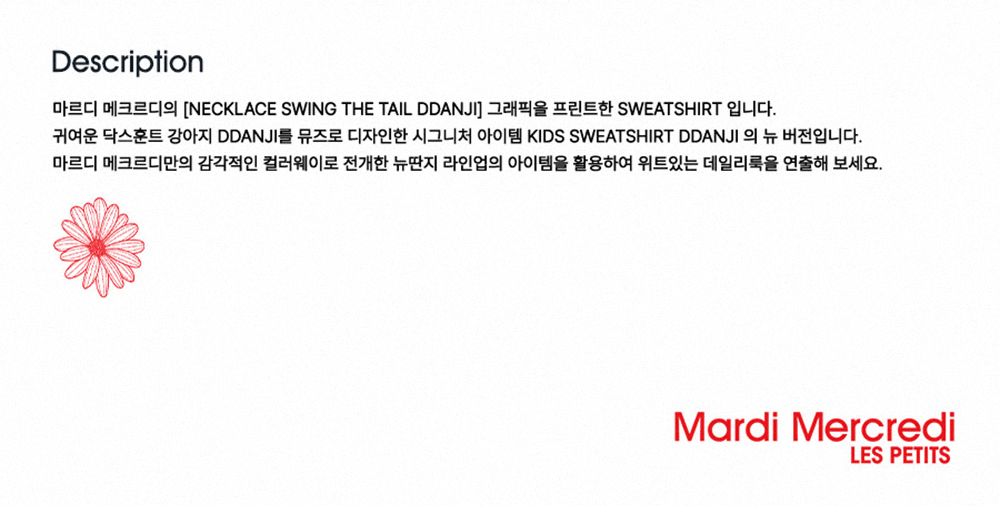 Description
마르디 메크르디의 [NECKLACE SWING THE TAIL DDANJI] 그래픽을 프린트한 SWEATSHIRT 입니다.
귀여운 닥스훈트 강아지 DDANJI를 뮤즈로 디자인한 시그니처 아이템 KIDS SWEATSHIRT DDANJI 의 뉴 버전입니다.
마르디 메크르디만의 감각적인 컬러웨이로 전개한 뉴딴지 라인업의 아이템을 활용하여 위트있는 데일리룩을 연출해 보세요.
Mardi Mercredi
LES PETITS